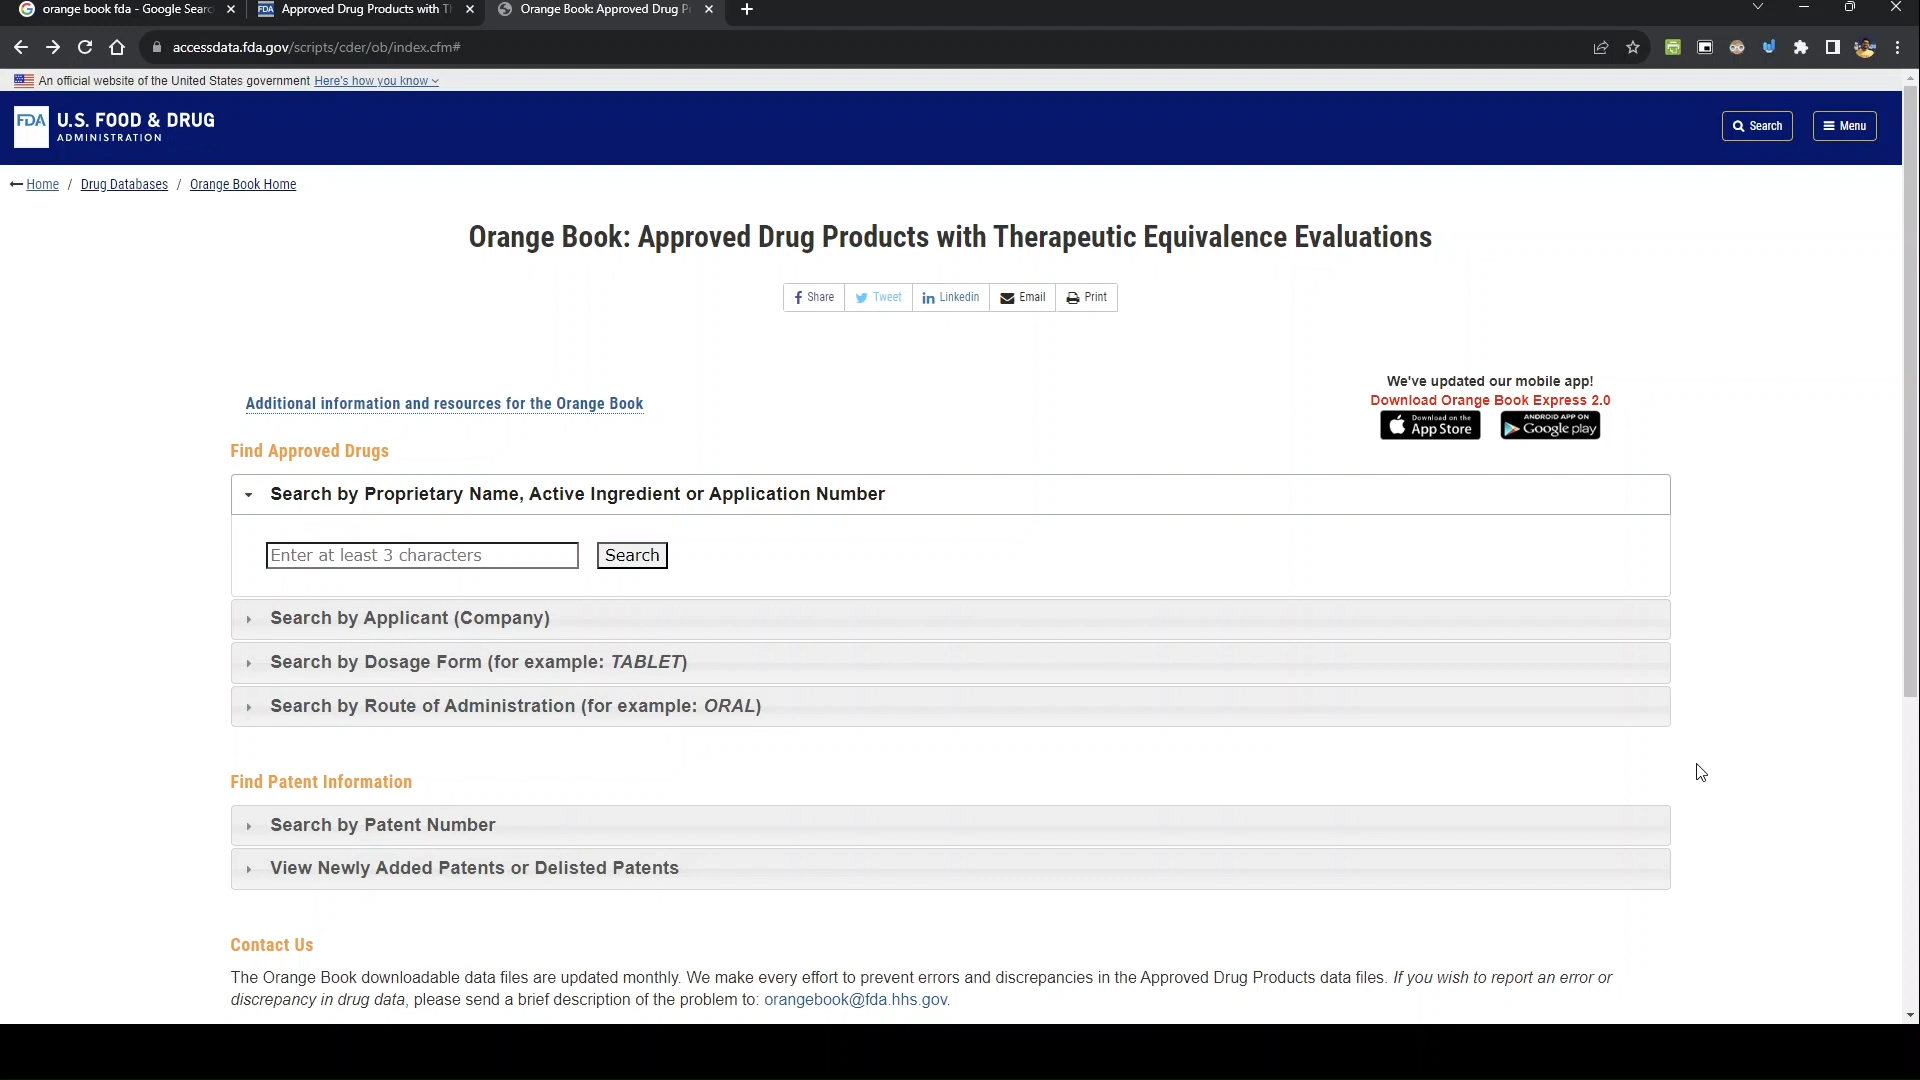 orange book fda - Google Searc
Approved Drug Products with T
Orange Book: Approved Drug P
accessdata.fda.gov/scripts/cder/ob/index.cfm#
An official website of the United States government Here's how you know
FDA U.S. FOOD & DRUG
ADMINISTRATION
Search
Menu
Home / Drug Databases / Orange Book Home
Orange Book: Approved Drug Products with Therapeutic Equivalence Evaluations
Share
Tweet
Linkedin
Email
Print
We've updated our mobile app!
Download Orange Book Express 2.0
Download on the
App Store
ANDROID APP ON
Google play
Additional information and resources for the Orange Book
Find Approved Drugs
Search by Proprietary Name, Active Ingredient or Application Number
Enter at least 3 characters
Search
Search by Applicant (Company)
Search by Dosage Form (for example: TABLET)
Search by Route of Administration (for example: ORAL)
Find Patent Information
Search by Patent Number
View Newly Added Patents or Delisted Patents
Contact Us
The Orange Book downloadable data files are updated monthly. We make every effort to prevent errors and discrepancies in the Approved Drug Products data files. If you wish to report an error or
discrepancy in drug data, please send a brief description of the problem to: orangebook@fda.hhs.gov.